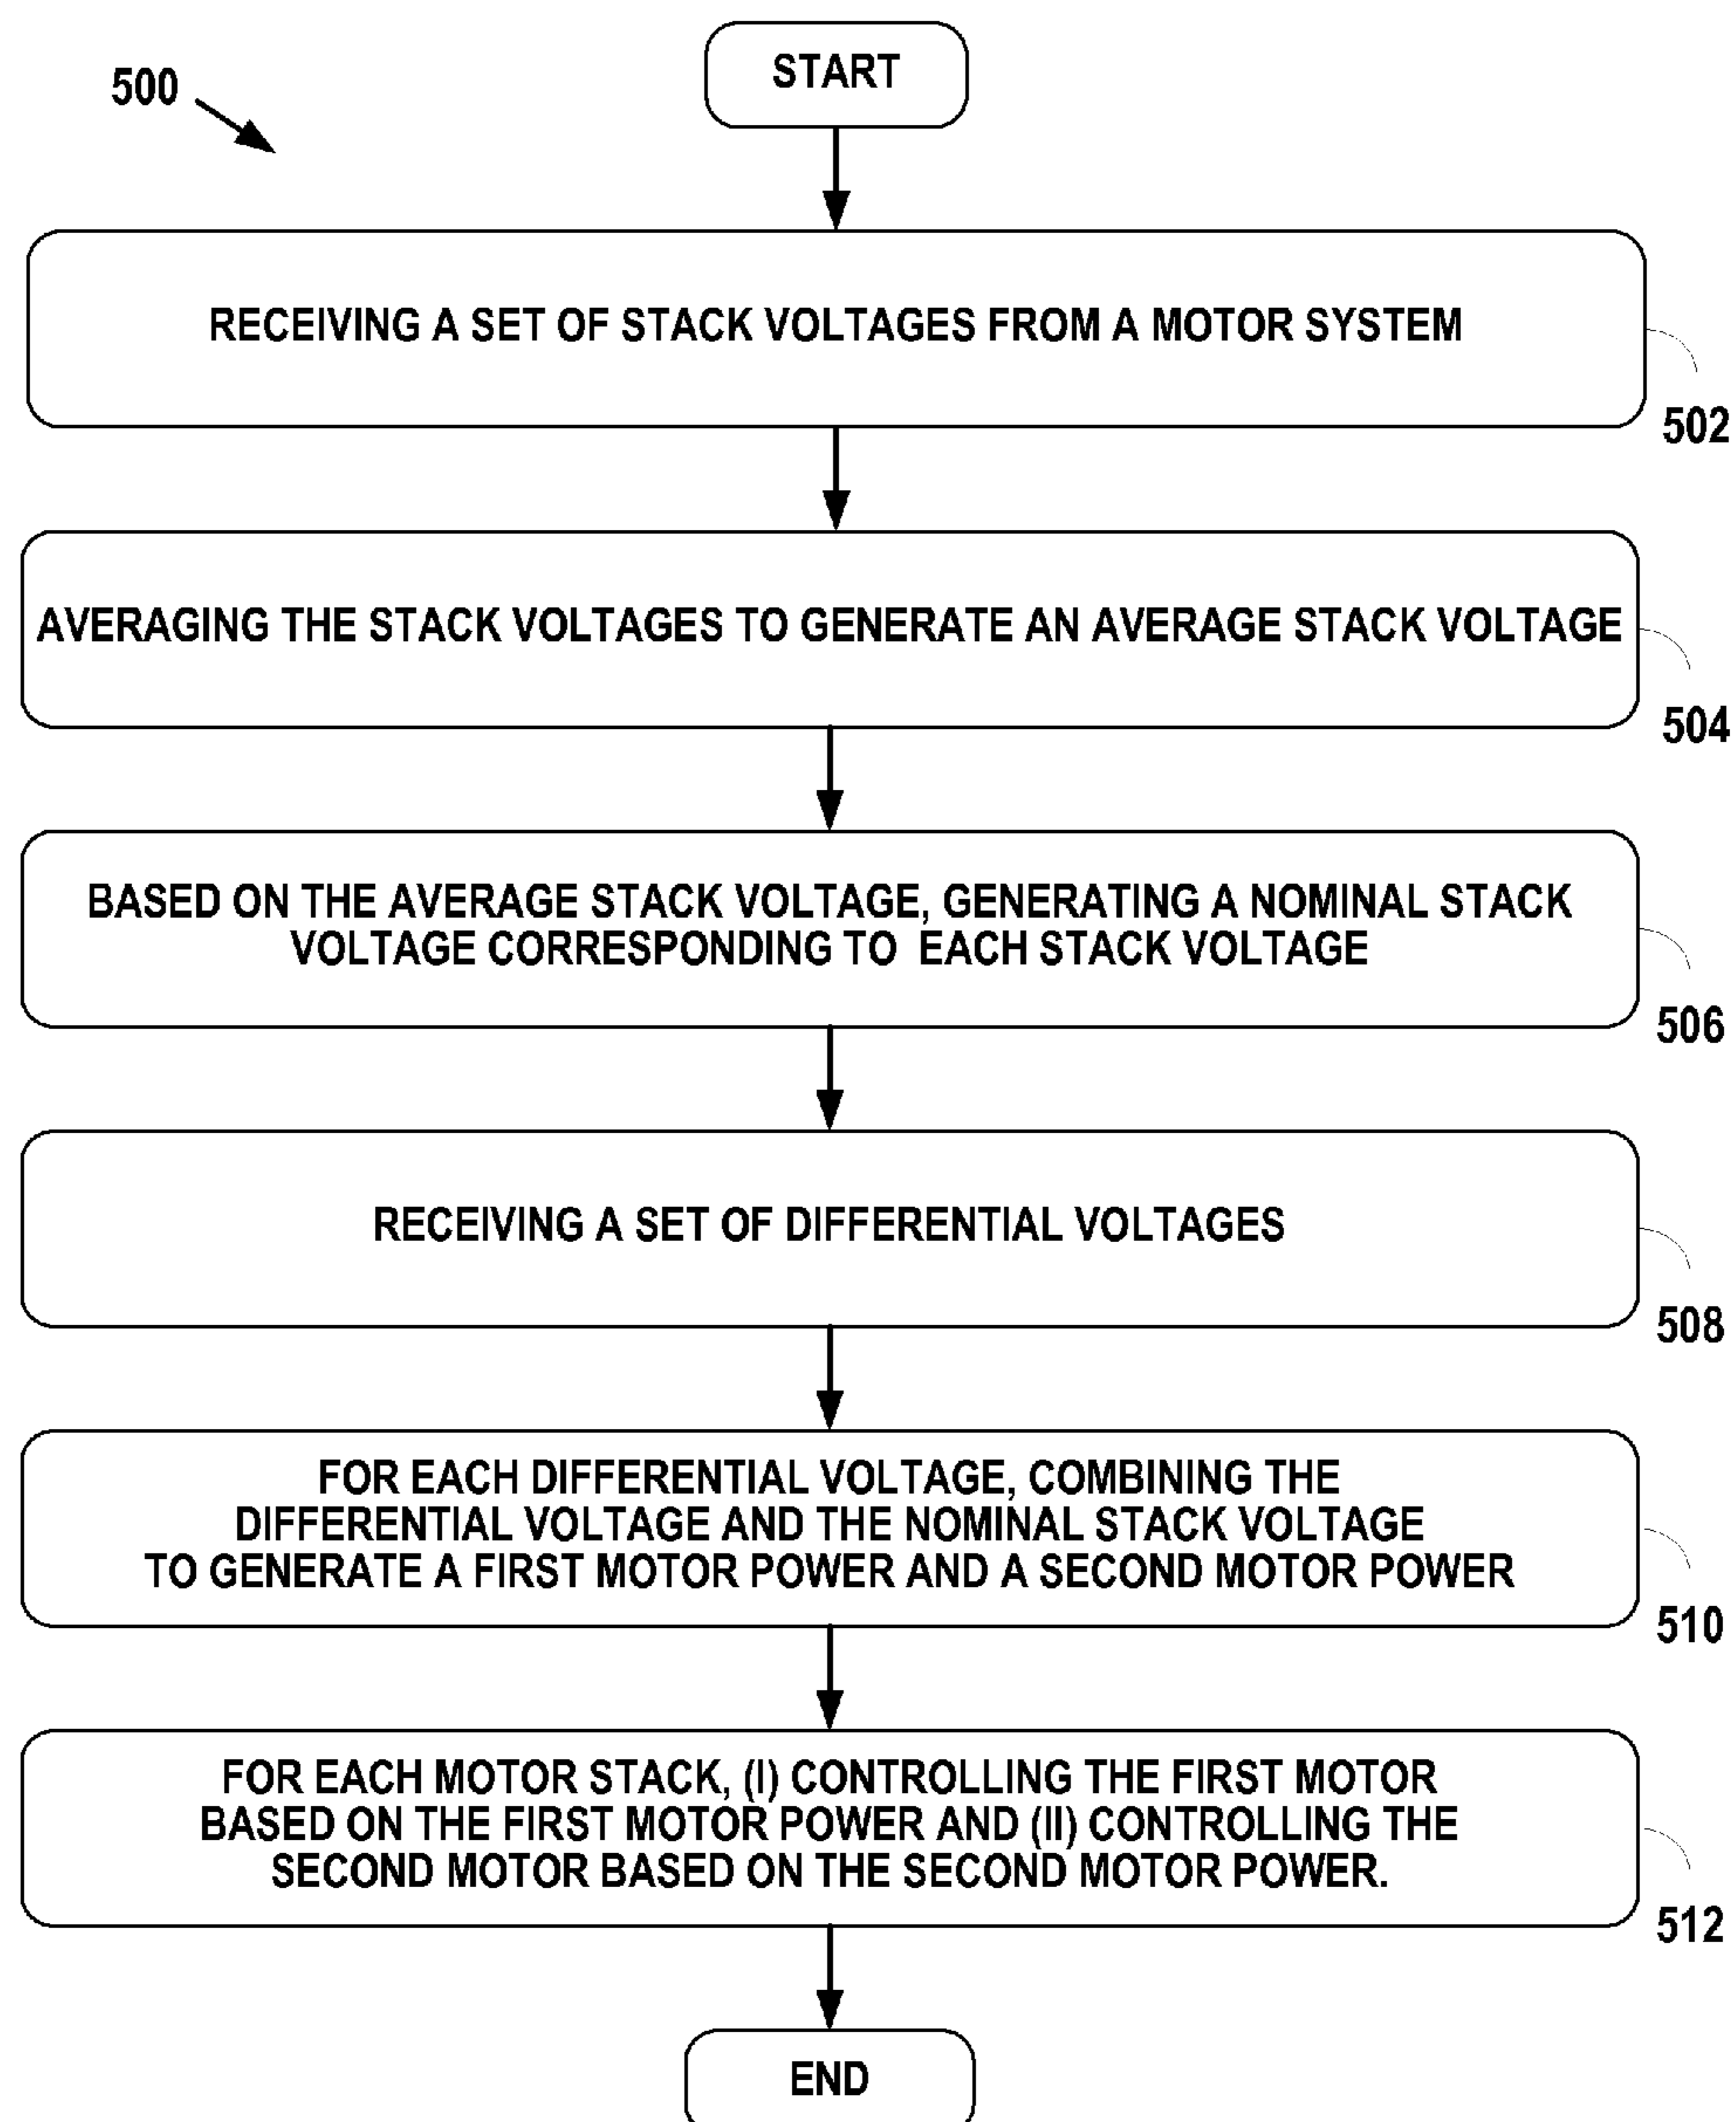 500
START
RECEIVING A SET OF STACK VOLTAGES FROM A MOTOR SYSTEM
502
AVERAGING THE STACK VOLTAGES TO GENERATE AN AVERAGE STACK VOLTAGE
504
BASED ON THE AVERAGE STACK VOLTAGE, GENERATING A NOMINAL STACK
VOLTAGE CORRESPONDING TO EACH STACK VOLTAGE
506
RECEIVING A SET OF DIFFERENTIAL VOLTAGES
508
FOR EACH DIFFERENTIAL VOLTAGE, COMBINING THE
DIFFERENTIAL VOLTAGE AND THE NOMINAL STACK VOLTAGE
TO GENERATE A FIRST MOTOR POWER AND A SECOND MOTOR POWER
510
FOR EACH MOTOR STACK, (I) CONTROLLING THE FIRST MOTOR
BASED ON THE FIRST MOTOR POWER AND (II) CONTROLLING THE
SECOND MOTOR BASED ON THE SECOND MOTOR POWER.
512
END